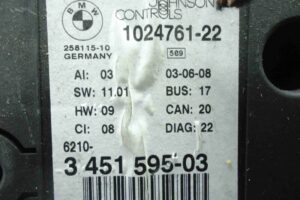 BMW
JOHNSON
CONTROLS
1024761-22
258115-10
GERMANY
589
AI: 03
03-06-08
SW: 11.01
BUS: 17
HW: 09
CAN: 20
CI: 08
DIAG: 22
6210-
3 451 595-03